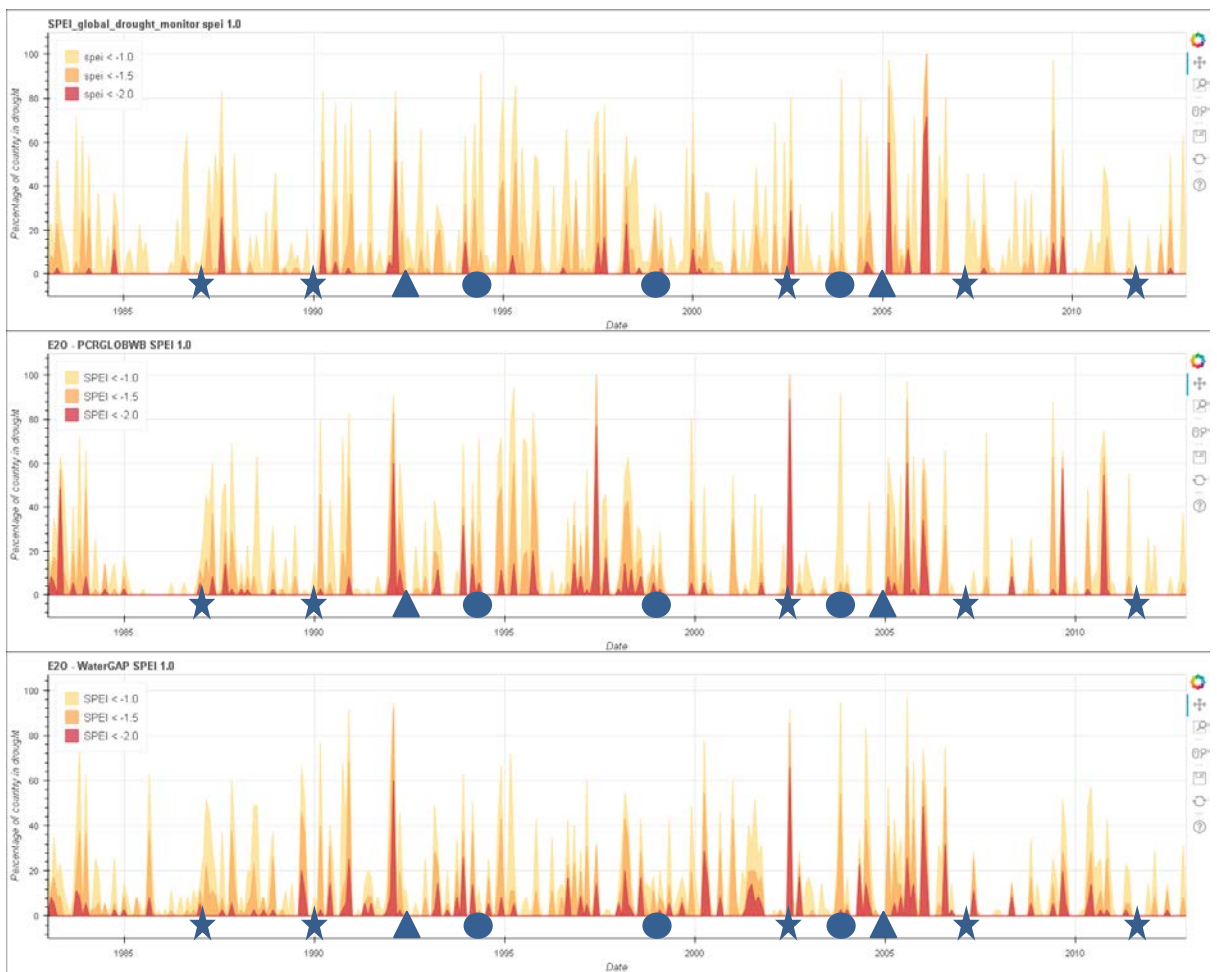 SPEI_global_drought_monitor spei 1.0
100
80
60
40
20
0
Percentage of country in drought
spei < -1.0
spei < -1.5
spei < -2.0
1985
1990
1995
2000
2005
2010
Date
E2O - PCRGLOBWB SPEI 1.0
100
80
60
40
20
0
Percentage of country in drought
SPEI < -1.0
SPEI < -1.5
SPEI < -2.0
1985
1990
1995
2000
2005
2010
Date
E2O - WaterGAP SPEI 1.0
100
80
60
40
20
0
Percentage of country in drought
SPEI < -1.0
SPEI < -1.5
SPEI < -2.0
1985
1990
1995
2000
2005
2010
Date